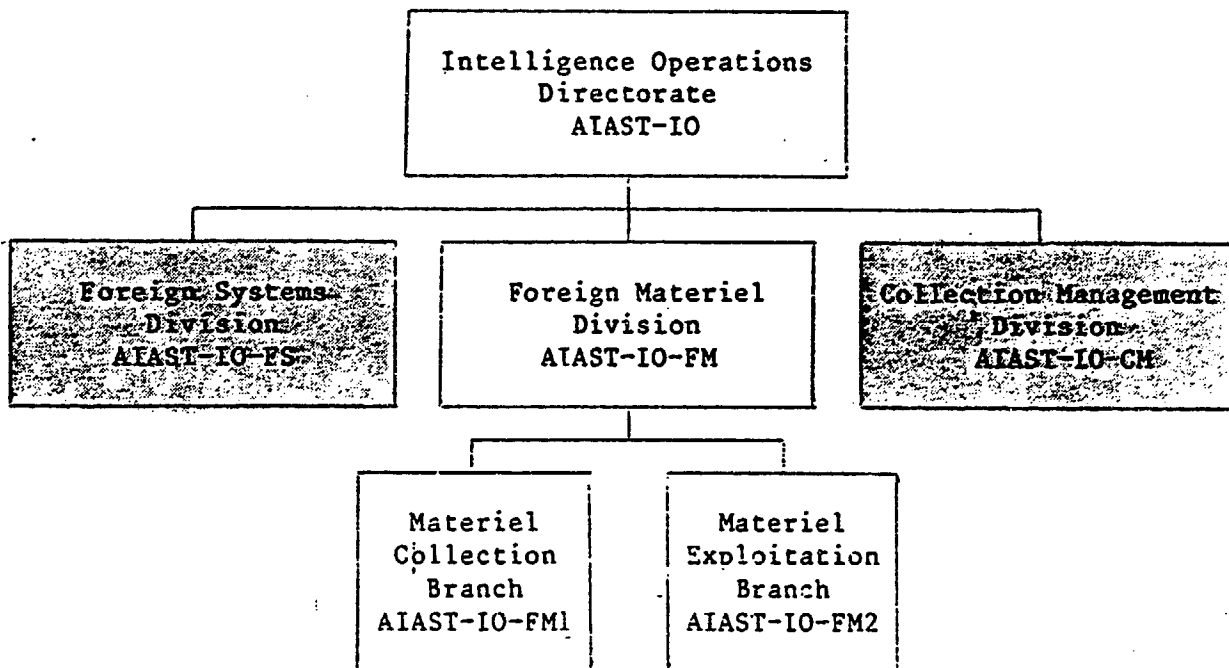 Intelligence Operations
Directorate
AIAST-IO
Foreign Systems
Division
AIAST-IO-FS
Foreign Materiel
Division
AIAST-IO-FM
Collection Management
Division
AIAST-IO-CM
Materiel
Collection
Branch
AIAST-IO-FM1
Materiel
Exploitation
Branch
AIAST-IO-FM2